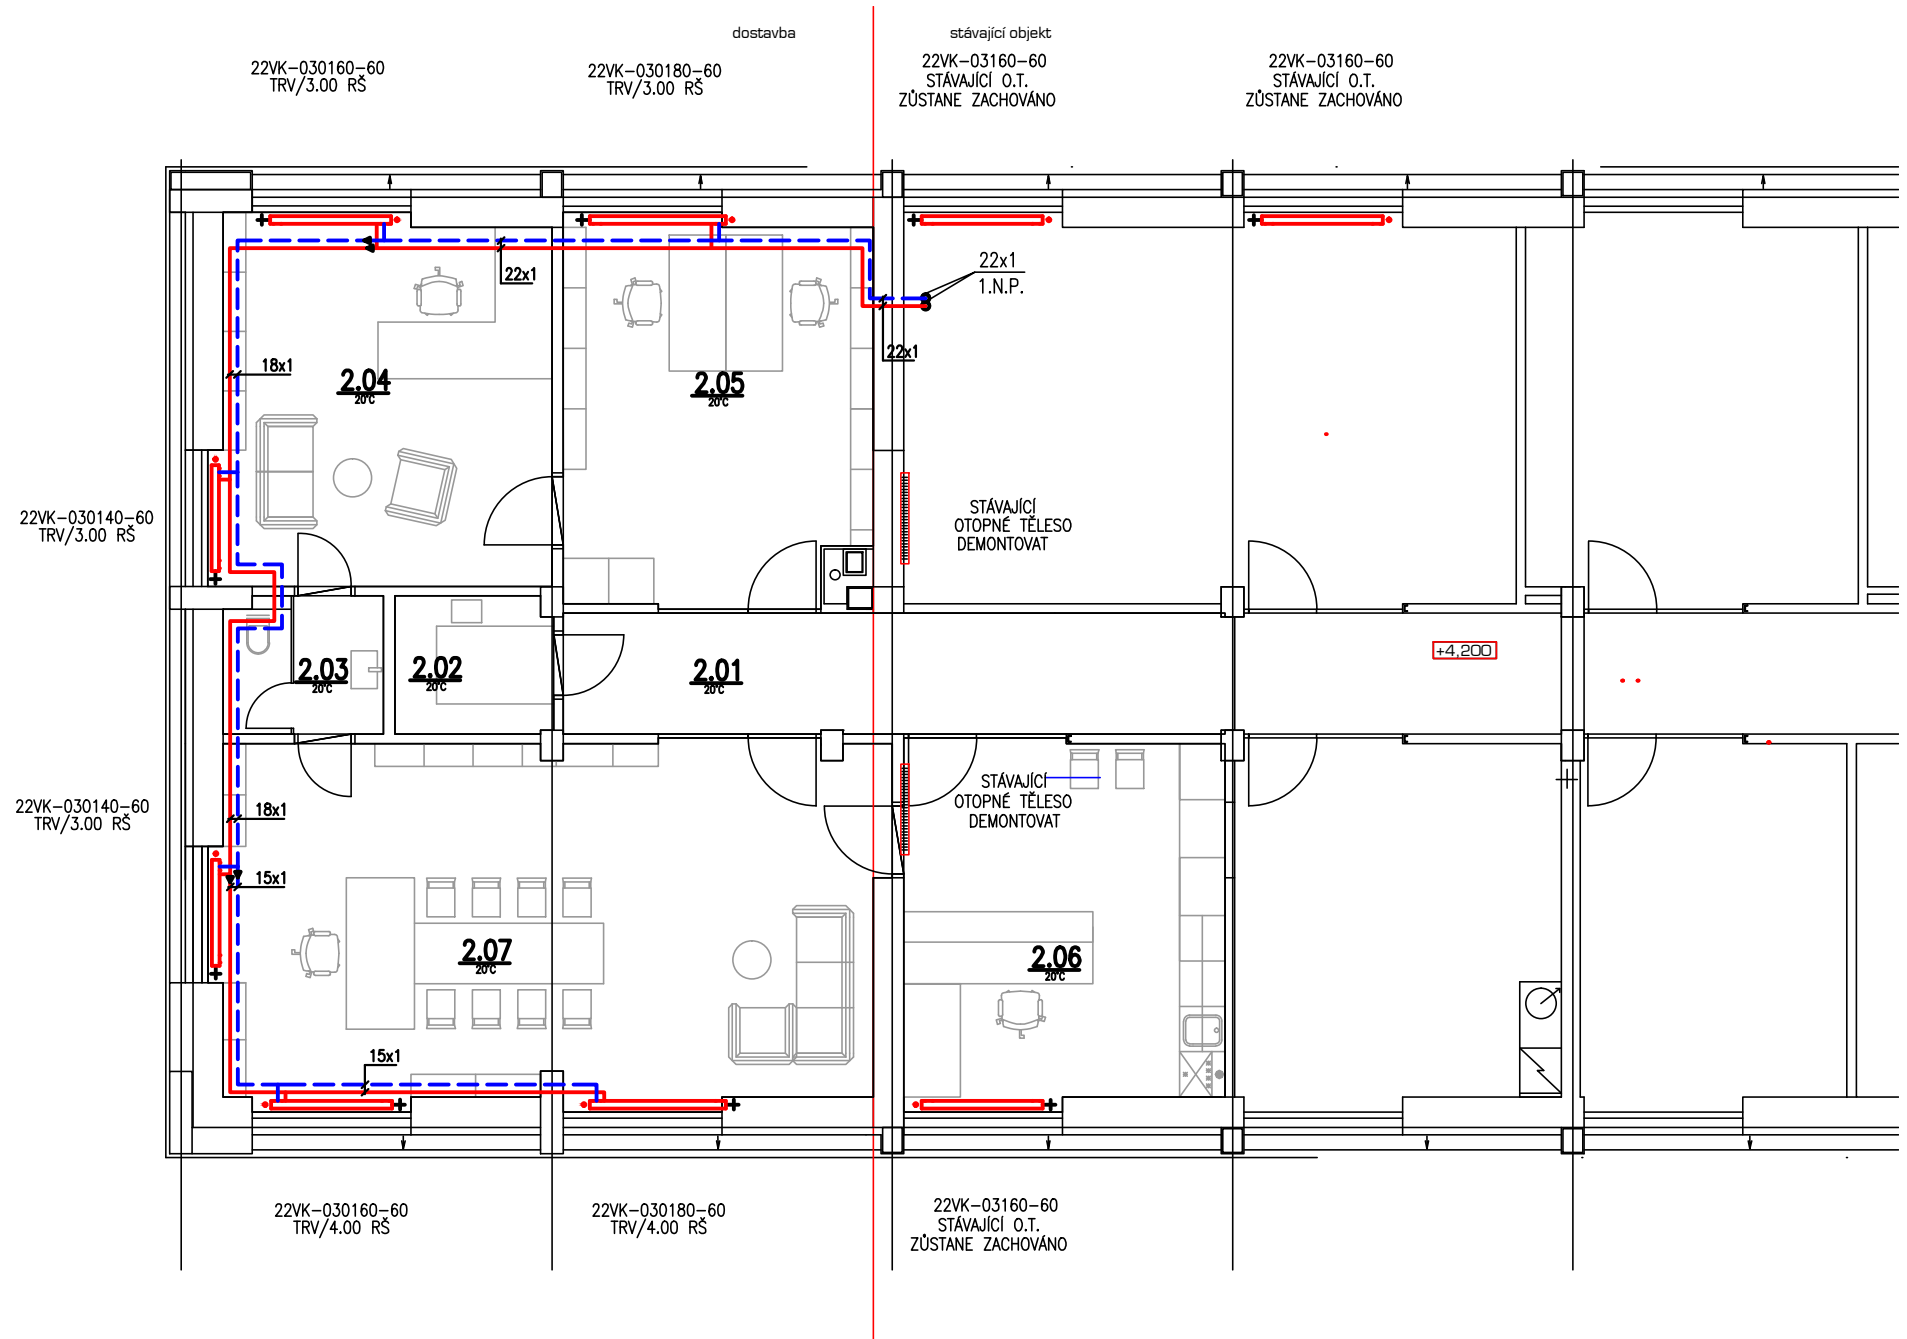 dostavba
stávající objekt
22VK-030160-60
TRV/3.00 RŠ
22VK-030180-60
TRV/3.00 RŠ
22VK-03160-60
STÁVAJÍCÍ O.T.
ZŮSTANE ZACHOVÁNO
22VK-03160-60
STÁVAJÍCÍ O.T.
ZŮSTANE ZACHOVÁNO
22x1
22x1
1.N.P.
22x1
18x1
2.04
20°C
2.05
20°C
22VK-030140-60
TRV/3.00 RŠ
STÁVAJÍCÍ
OTOPNÉ TĚLESO
DEMONTOVAT
2.03
20°C
2.02
20°C
2.01
20°C
+4,200
22VK-030140-60
TRV/3.00 RŠ
18x1
15x1
STÁVAJÍCÍ
OTOPNÉ TĚLESO
DEMONTOVAT
2.07
20°C
2.06
20°C
15x1
22VK-030160-60
TRV/4.00 RŠ
22VK-030180-60
TRV/4.00 RŠ
22VK-03160-60
STÁVAJÍCÍ O.T.
ZŮSTANE ZACHOVÁNO